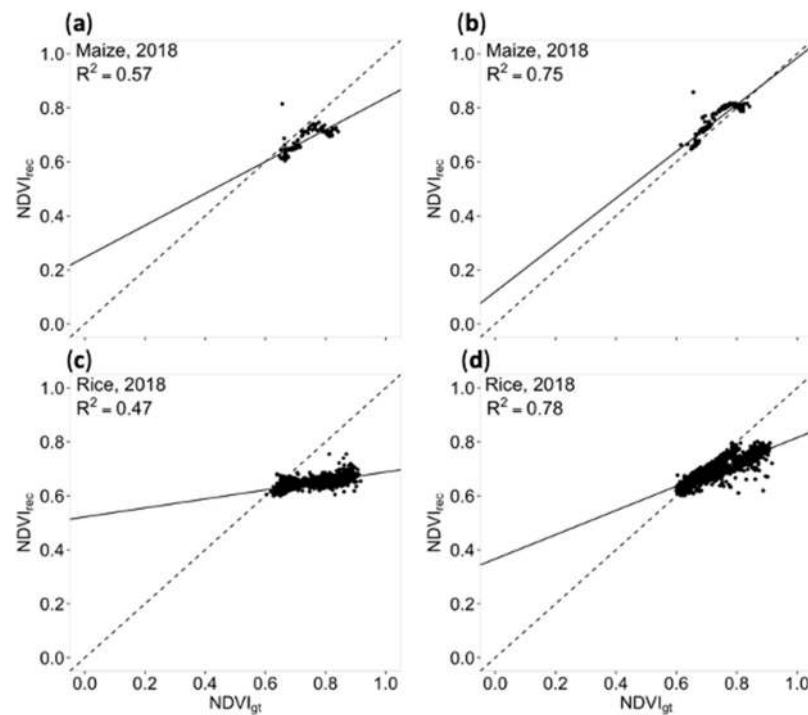 (a)
Maize, 2018
R² = 0.57
1.0
0.8
0.6
0.4
0.2
0.0
NDVIrec
(b)
Maize, 2018
R² = 0.75
1.0
0.8
0.6
0.4
0.2
0.0
NDVIrec
(c)
Rice, 2018
R² = 0.47
1.0
0.8
0.6
0.4
0.2
0.0
NDVIrec
0.0 0.2 0.4 0.6 0.8 1.0
NDVIgt
(d)
Rice, 2018
R² = 0.78
1.0
0.8
0.6
0.4
0.2
0.0
NDVIrec
0.0 0.2 0.4 0.6 0.8 1.0
NDVIgt